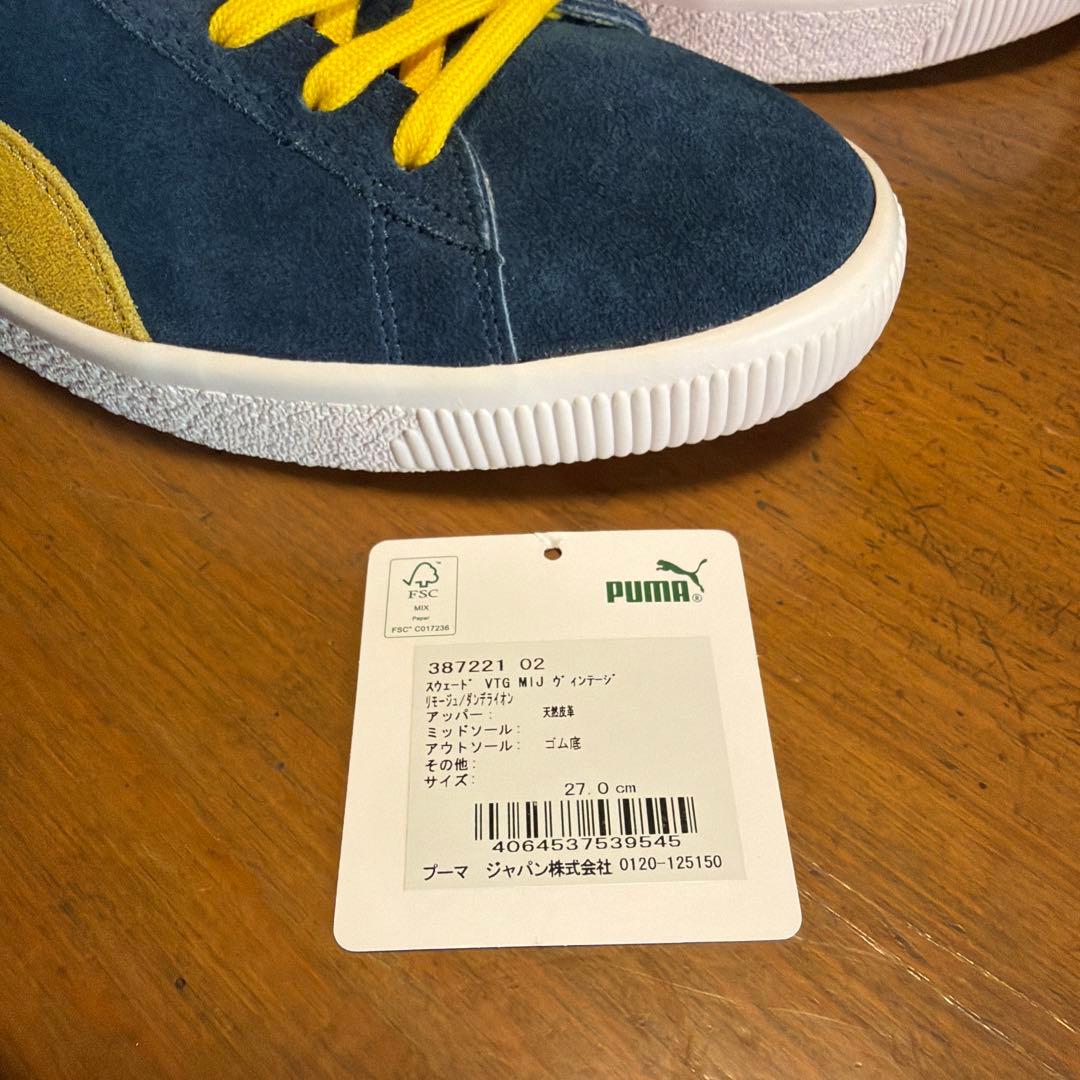 FSC
MIX
Paper
FSC® C017236
PUMA®
387221 02
スウェード VTG MIJ ヴィンテージ
リモージュ/ダンデライオン
アッパー: 天然皮革
ミッドソール:
アウトソール: ゴム底
その他:
サイズ:
27.0 cm
4064537539545
プーマ ジャパン株式会社 0120-125150